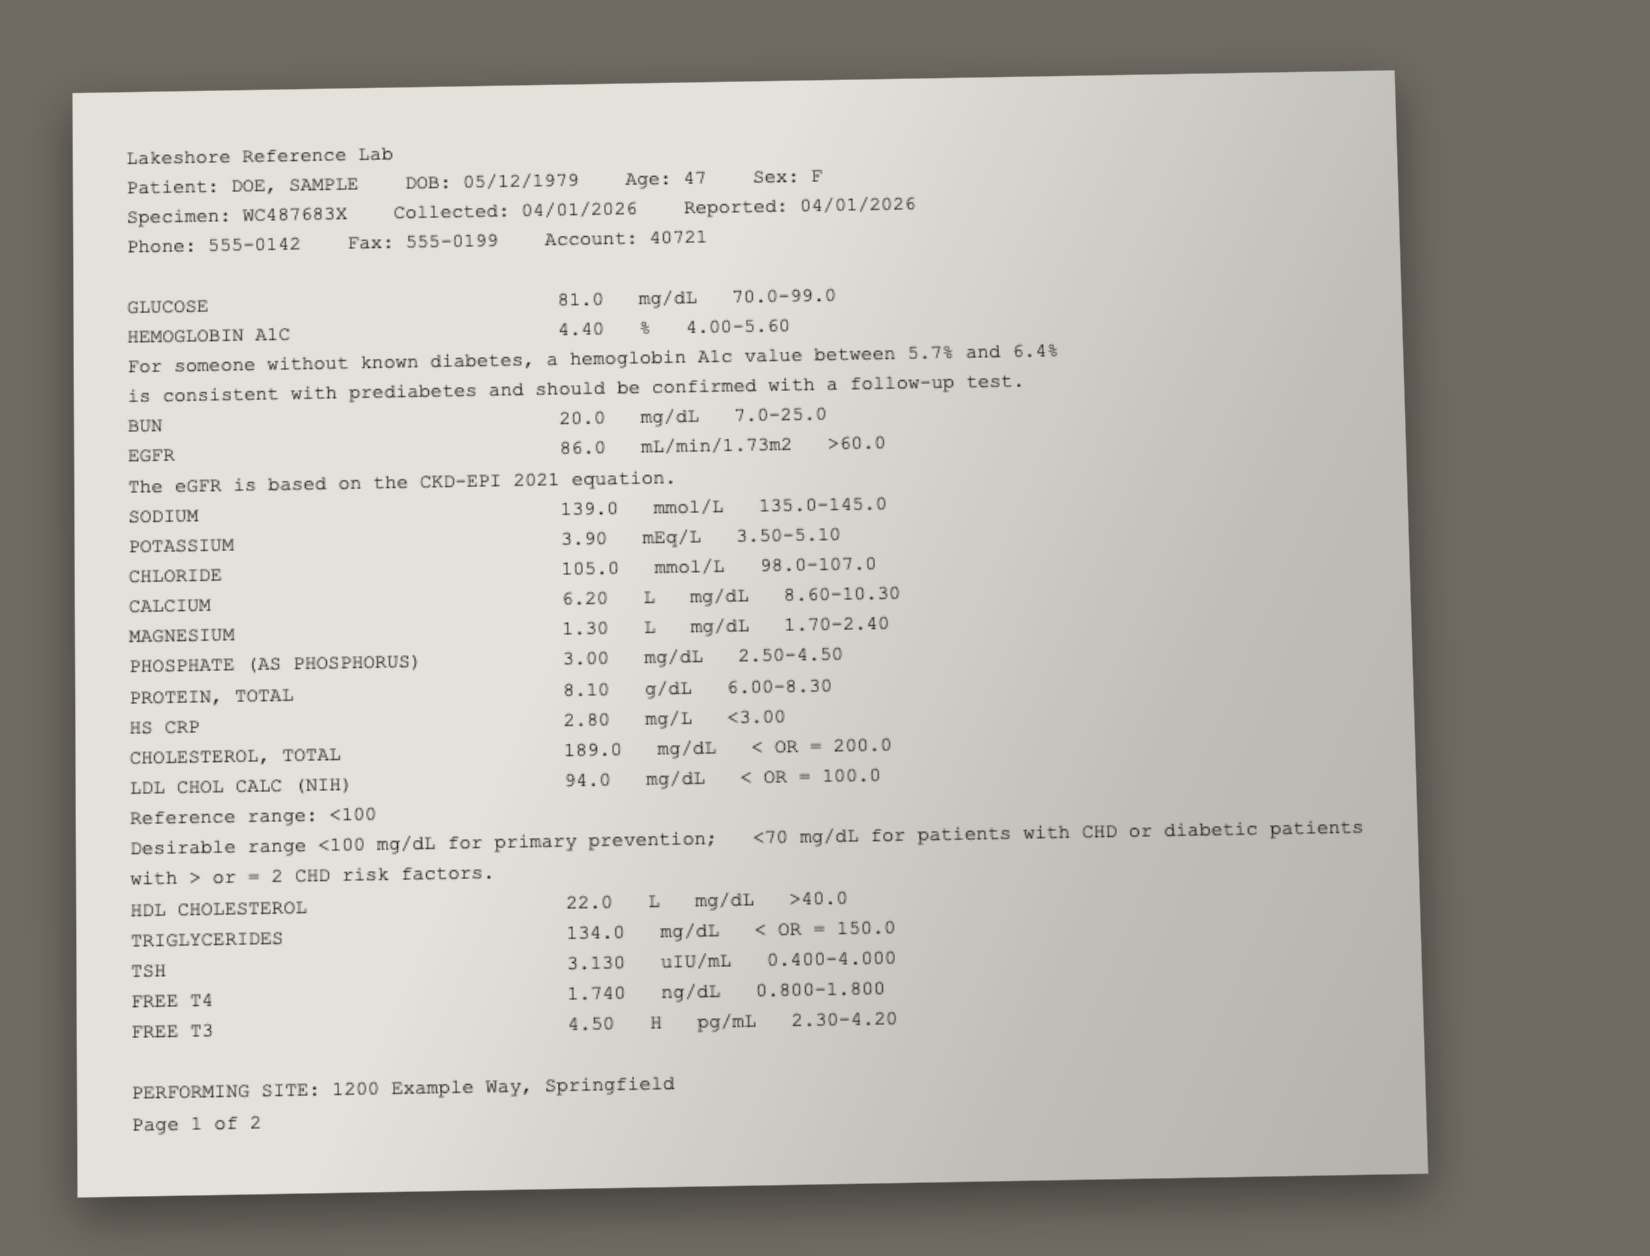 Lakeshore Reference Lab
Patient: DOE, SAMPLE    DOB: 05/12/1979    Age: 47    Sex: F
Specimen: WC487683X    Collected: 04/01/2026    Reported: 04/01/2026
Phone: 555-0142    Fax: 555-0199    Account: 40721
GLUCOSE    81.0   mg/dL   70.0-99.0
HEMOGLOBIN A1C    4.40   %   4.00-5.60
For someone without known diabetes, a hemoglobin A1c value between 5.7% and 6.4%
is consistent with prediabetes and should be confirmed with a follow-up test.
BUN    20.0   mg/dL   7.0-25.0
EGFR    86.0   mL/min/1.73m2   >60.0
The eGFR is based on the CKD-EPI 2021 equation.
SODIUM    139.0   mmol/L   135.0-145.0
POTASSIUM    3.90   mEq/L   3.50-5.10
CHLORIDE    105.0   mmol/L   98.0-107.0
CALCIUM    6.20   L   mg/dL   8.60-10.30
MAGNESIUM    1.30   L   mg/dL   1.70-2.40
PHOSPHATE (AS PHOSPHORUS)    3.00   mg/dL   2.50-4.50
PROTEIN, TOTAL    8.10   g/dL   6.00-8.30
HS CRP    2.80   mg/L   <3.00
CHOLESTEROL, TOTAL    189.0   mg/dL   < OR = 200.0
LDL CHOL CALC (NIH)    94.0   mg/dL   < OR = 100.0
Reference range: <100
Desirable range <100 mg/dL for primary prevention;   <70 mg/dL for patients with CHD or diabetic patients
with > or = 2 CHD risk factors.
HDL CHOLESTEROL    22.0   L   mg/dL   >40.0
TRIGLYCERIDES    134.0   mg/dL   < OR = 150.0
TSH    3.130   uIU/mL   0.400-4.000
FREE T4    1.740   ng/dL   0.800-1.800
FREE T3    4.50   H   pg/mL   2.30-4.20
PERFORMING SITE: 1200 Example Way, Springfield
Page 1 of 2